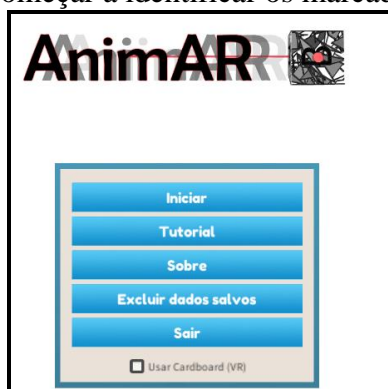 AnimAR
Iniciar
Tutorial
Sobre
Excluir dados salvos
Sair
Usar Cardboard (VR)